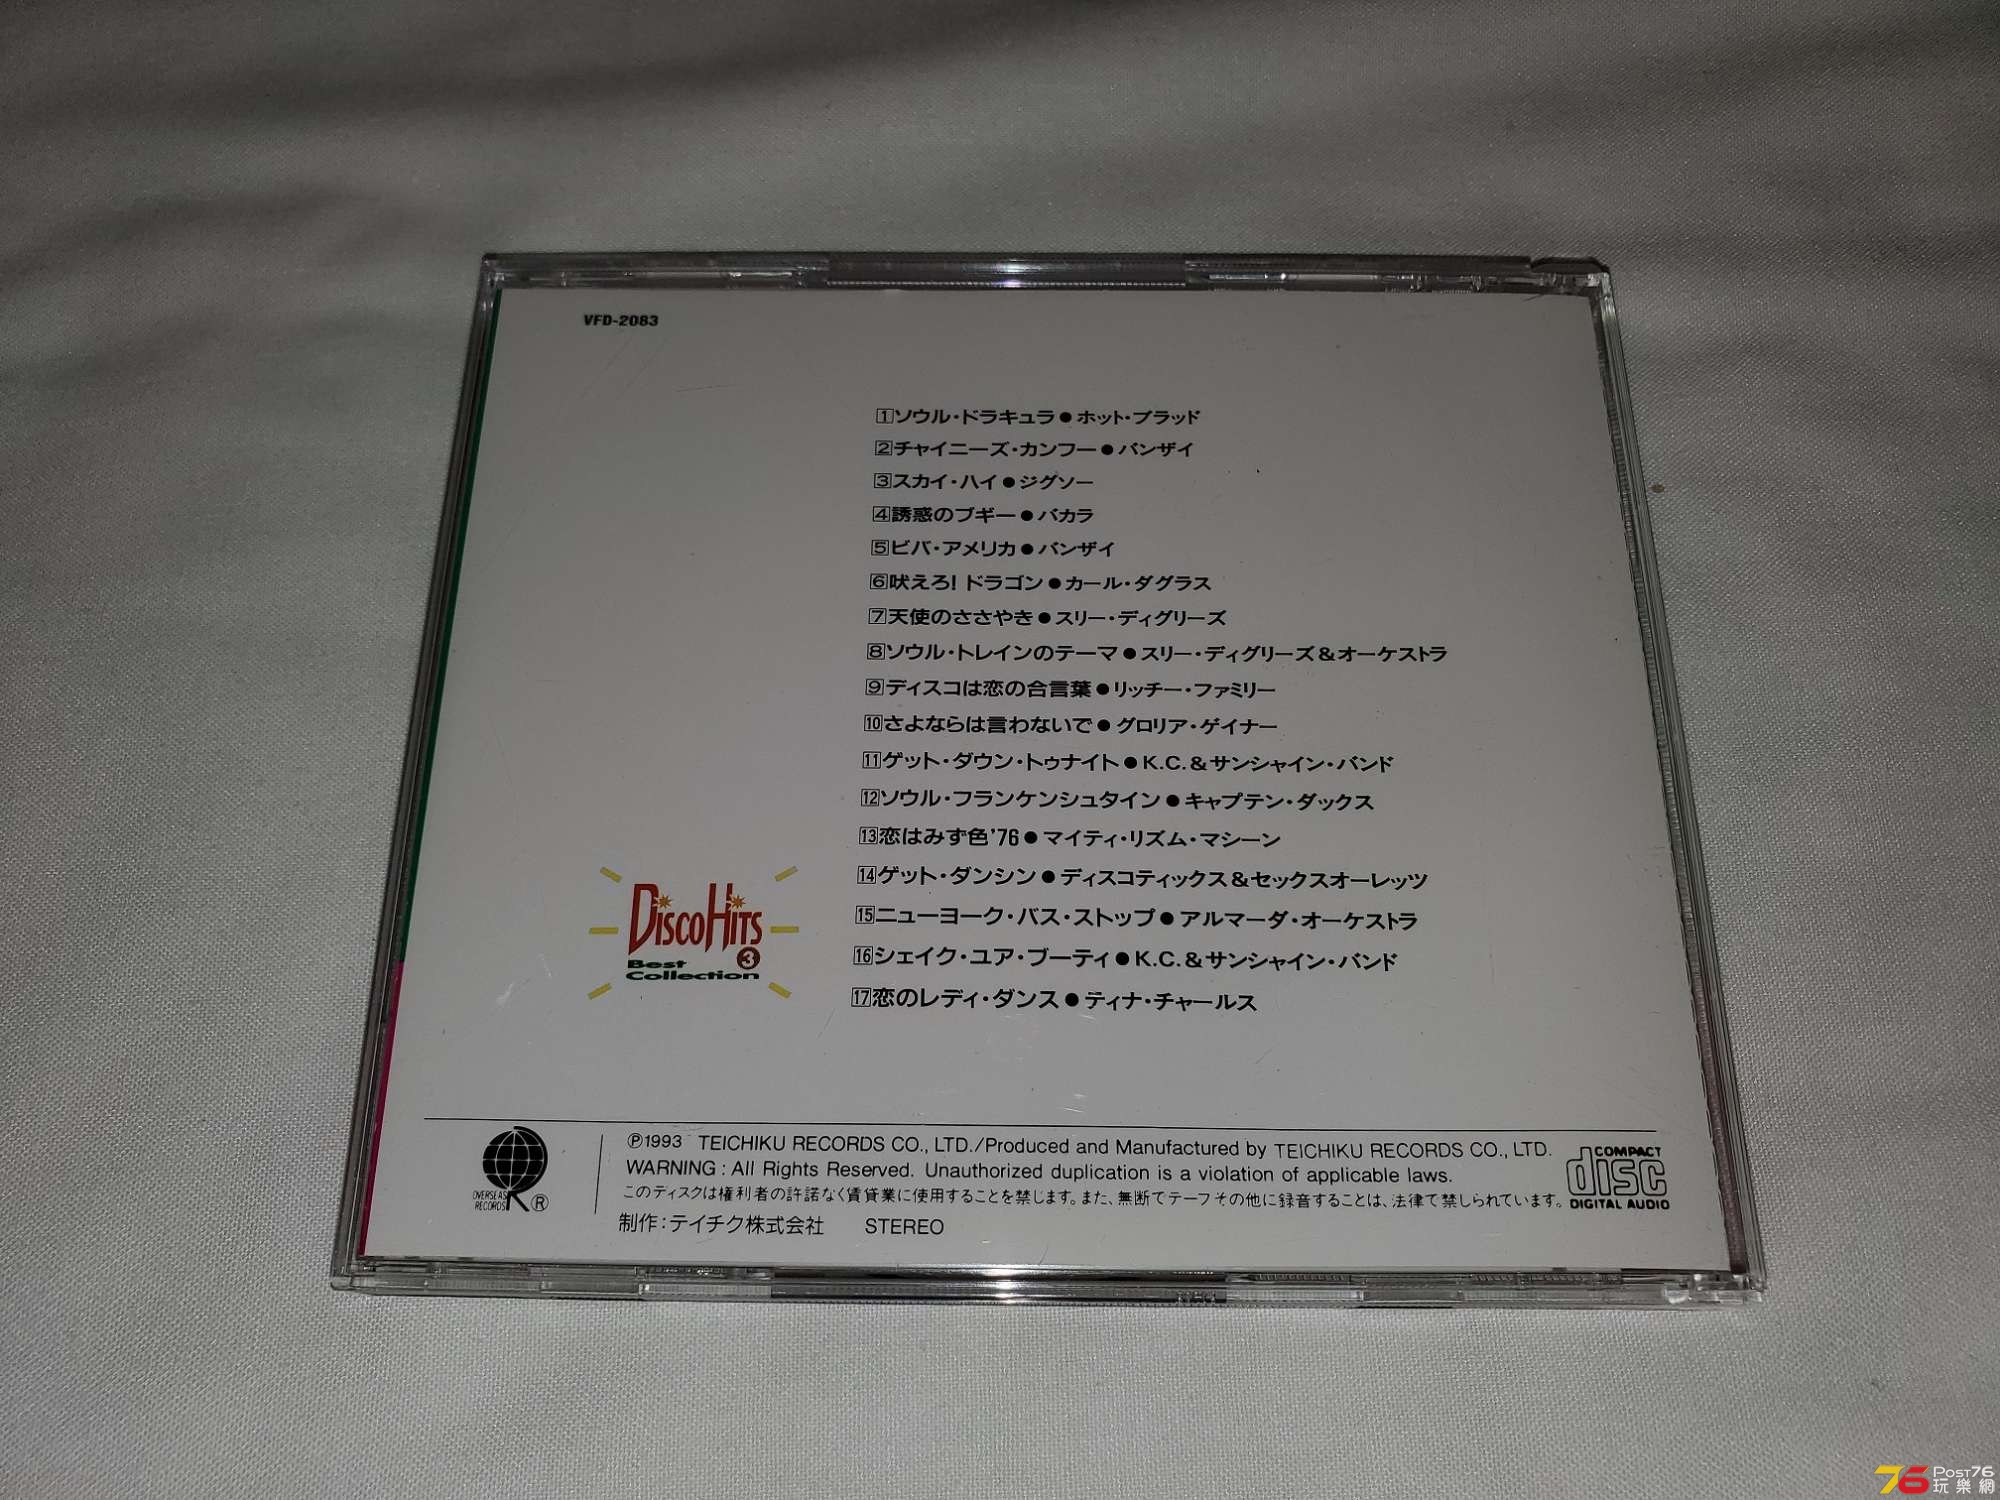 VFD-2083
1 ソウル・ドラキュラ●ホット・ブラッド
2 チャイニーズ・カンフー●バンザイ
3 スカイ・ハイ●ジグソー
4 誘惑のブギー●バカラ
5 ビバ・アメリカ●バンザイ
6 吠えろ! ドラゴン●カール・ダグラス
7 天使のささやき●スリー・ディグリーズ
8 ソウル・トレインのテーマ●スリー・ディグリーズ&オーケストラ
9 ディスコは恋の合言葉●リッチー・ファミリー
10 さよならは言わないで●グロリア・ゲイナー
11 ゲット・ダウン・トゥナイト●K.C.&サンシャイン・バンド
12 ソウル・フランケンシュタイン●キャプテン・ダックス
13 恋はみず色'76●マイティ・リズム・マシーン
14 ゲット・ダンシン●ディスコティックス&セックスオーレッツ
15 ニューヨーク・バス・ストップ●アルマーダ・オーケストラ
16 シェイク・ユア・ブーティ●K.C.&サンシャイン・バンド
17 恋のレディ・ダンス●ティナ・チャールス
DISCO HITS
Best 3
Collection
Ⓟ1993 TEICHIKU RECORDS CO., LTD./Produced and Manufactured by TEICHIKU RECORDS CO., LTD.
WARNING : All Rights Reserved. Unauthorized duplication is a violation of applicable laws.
このディスクは権利者の許諾なく賃貸業に使用することを禁じます。また、無断でテープその他に録音することは、法律で禁じられています。
制作:テイチク株式会社 STEREO
OVERSEAS
RECORDS R ®
COMPACT
disc
DIGITAL AUDIO
76 POST76
玩樂網